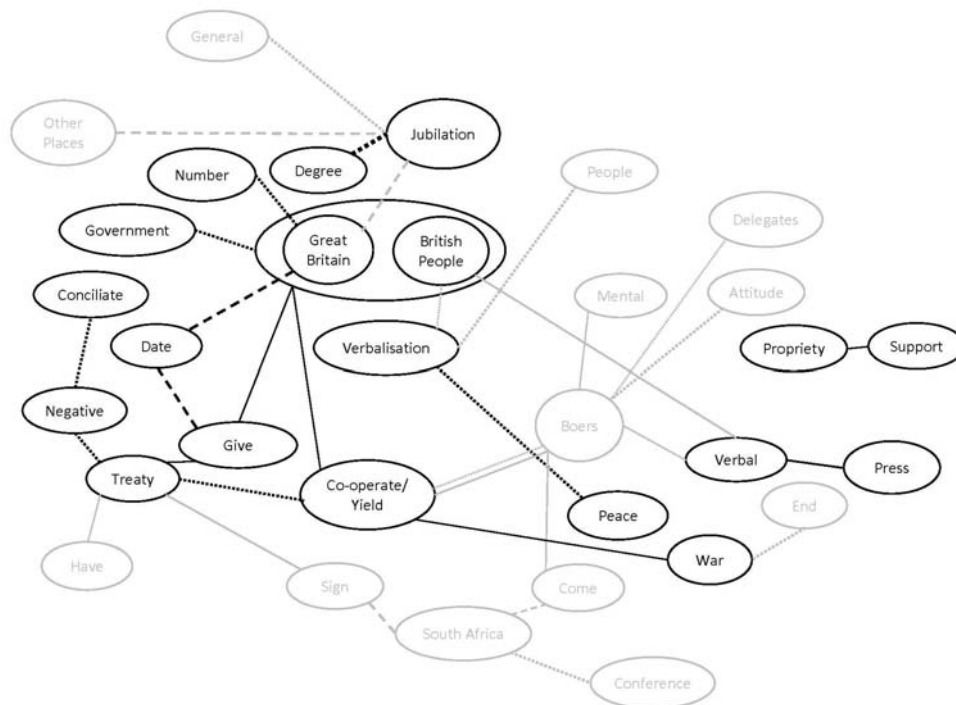 General
Other
Places
Jubilation
Degree
Number
People
Government
Great
Britain
British
People
Delegates
Conciliate
Mental
Attitude
Date
Verbalisation
Propriety
Support
Negative
Give
Boers
Treaty
Verbal
Press
Co-operate/
Yield
Peace
End
War
Have
Sign
Come
South Africa
Conference